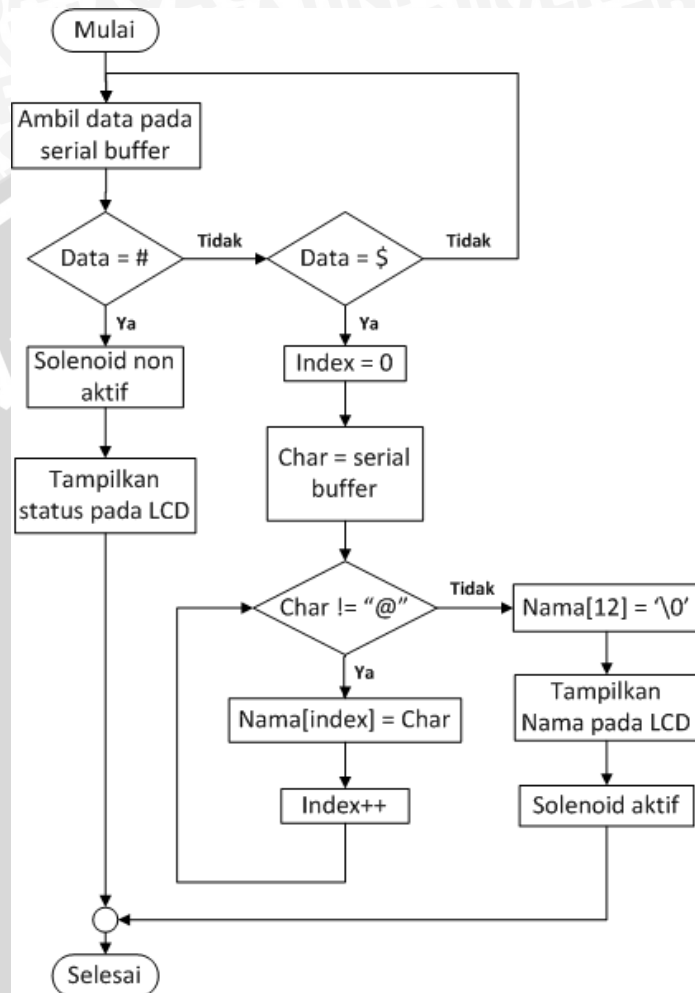 Mulai
Ambil data pada
serial buffer
Data = #
Tidak
Data = $
Tidak
Ya
Ya
Solenoid non
aktif
Index = 0
Tampilkan
status pada LCD
Char = serial
buffer
Char != “@”
Tidak
Nama[12] = ‘\0’
Ya
Nama[index] = Char
Tampilkan
Nama pada LCD
Index++
Solenoid aktif
Selesai